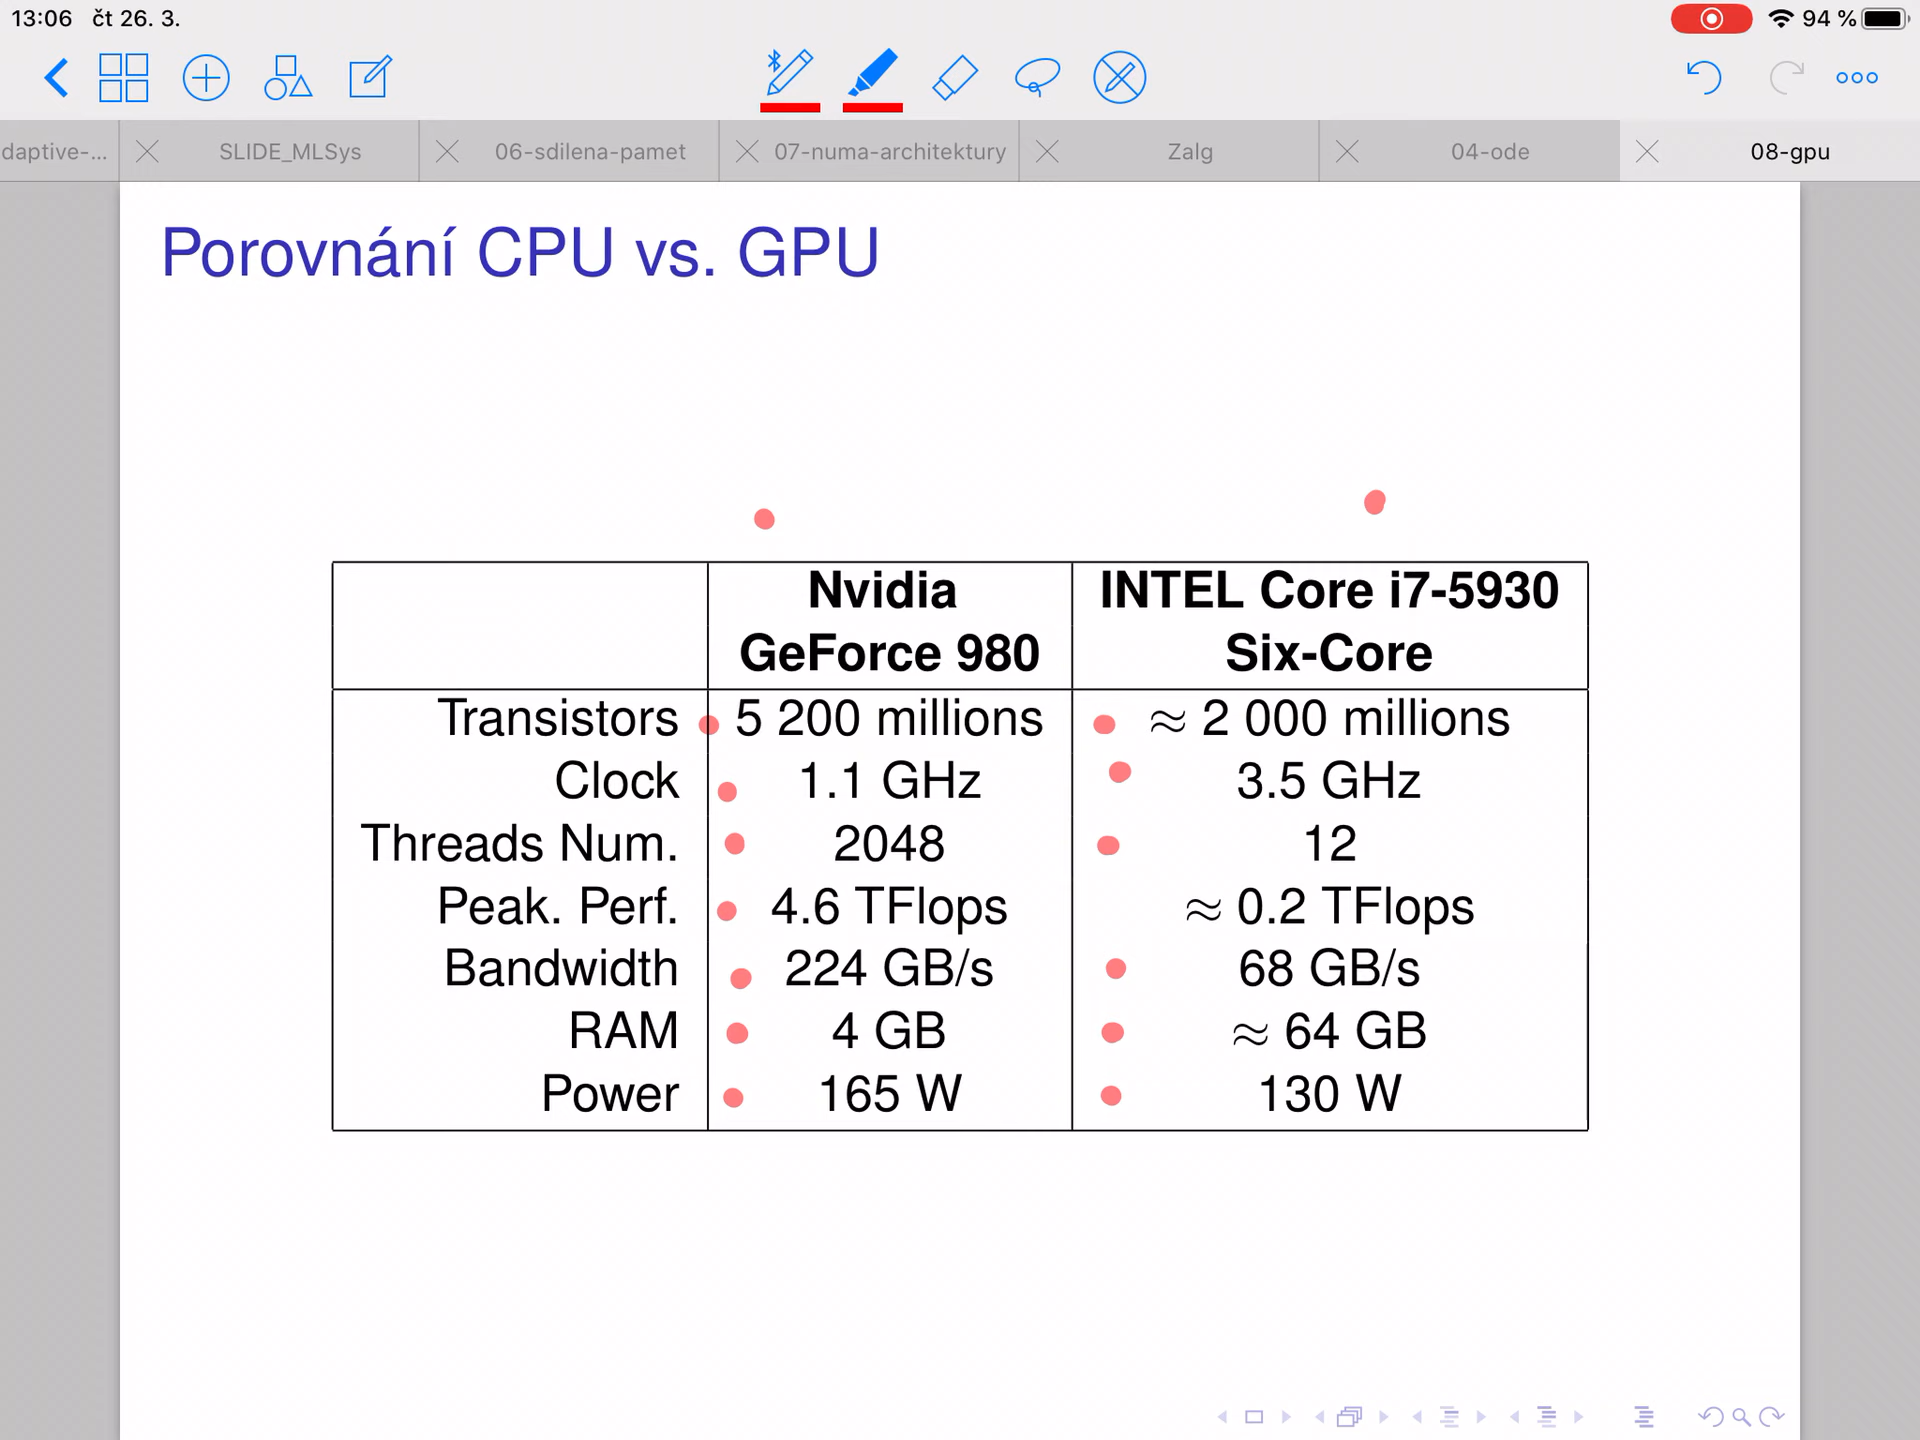 13:06 čt 26. 3.
94 %
daptive-...
SLIDE_MLSys
06-sdilena-pamet
07-numa-architektury
Zalg
04-ode
08-gpu
Porovnání CPU vs. GPU
Nvidia INTEL Core i7-5930
GeForce 980 Six-Core
Transistors 5 200 millions ≈ 2 000 millions
Clock 1.1 GHz 3.5 GHz
Threads Num. 2048 12
Peak. Perf. 4.6 TFlops ≈ 0.2 TFlops
Bandwidth 224 GB/s 68 GB/s
RAM 4 GB ≈ 64 GB
Power 165 W 130 W